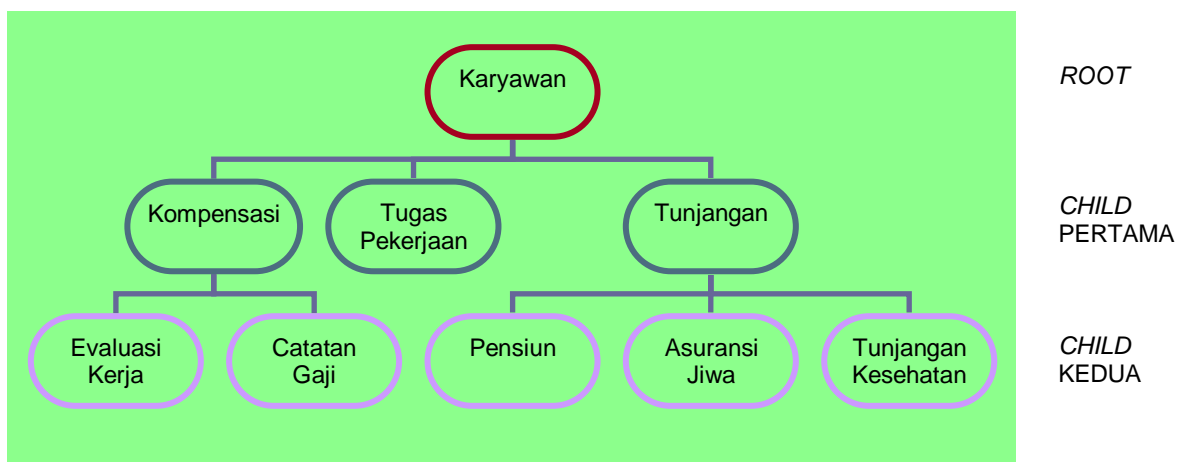 Karyawan
ROOT
Kompensasi
Tugas
Pekerjaan
Tunjangan
CHILD
PERTAMA
Evaluasi
Kerja
Catatan
Gaji
Pensiun
Asuransi
Jiwa
Tunjangan
Kesehatan
CHILD
KEDUA